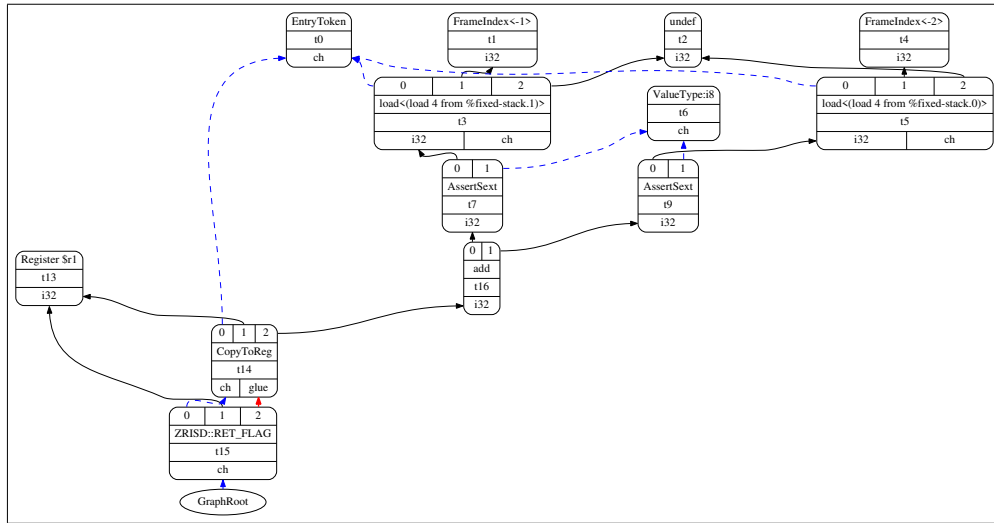 EntryToken
t0
ch
FrameIndex<-1>
t1
i32
undef
t2
i32
FrameIndex<-2>
t4
i32
0 1 2
load<(load 4 from %fixed-stack.1)>
t3
i32 ch
ValueType:i8
t6
ch
0 1 2
load<(load 4 from %fixed-stack.0)>
t5
i32 ch
0 1
AssertSext
t7
i32
0 1
AssertSext
t9
i32
0 1
add
t16
i32
Register $r1
t13
i32
0 1 2
CopyToReg
t14
ch glue
0 1 2
ZRISD::RET_FLAG
t15
ch
GraphRoot